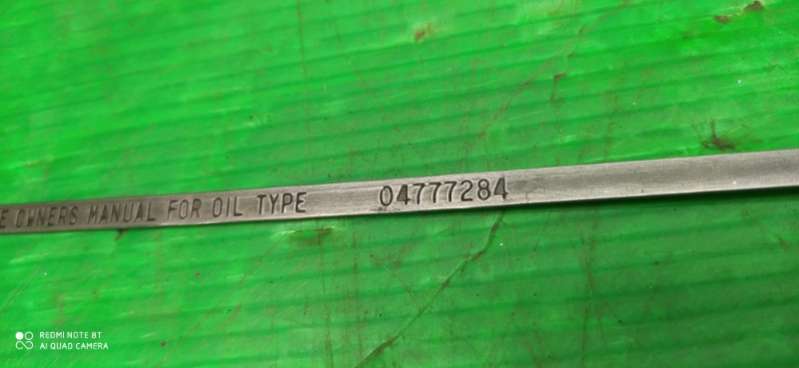 E OWNERS MANUAL FOR OIL TYPE 04777284
REDMI NOTE 8T
AI QUAD CAMERA